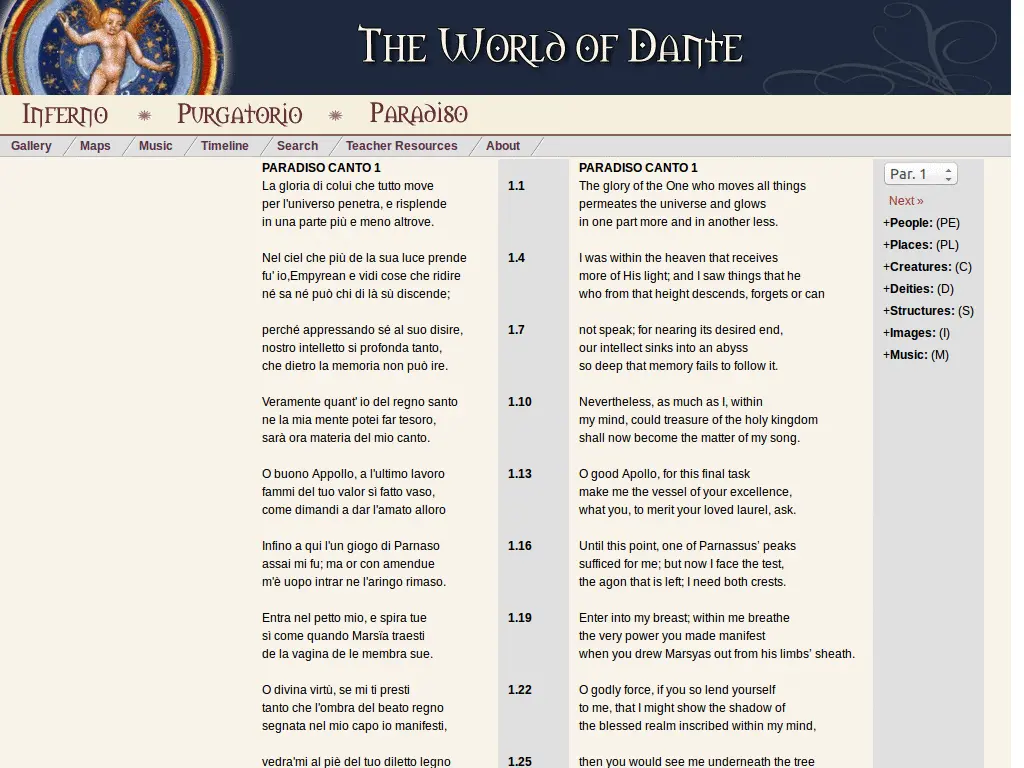 The World of Dante
Inferno
Purgatorio
Paradiso
Gallery
Maps
Music
Timeline
Search
Teacher Resources
About
PARADISO CANTO 1
La gloria di colui che tutto move
per l'universo penetra, e risplende
in una parte più e meno altrove.
Nel ciel che più de la sua luce prende
fu' io,Empyrean e vidi cose che ridire
né sa né può chi di là sù discende;
perché appressando sé al suo disire,
nostro intelletto si profonda tanto,
che dietro la memoria non può ire.
Veramente quant' io del regno santo
ne la mia mente potei far tesoro,
sarà ora materia del mio canto.
O buono Appollo, a l'ultimo lavoro
fammi del tuo valor sì fatto vaso,
come dimandi a dar l'amato alloro
Infino a qui l'un giogo di Parnaso
assai mi fu; ma or con amendue
m'è uopo intrar ne l'aringo rimaso.
Entra nel petto mio, e spira tue
sì come quando Marsïa traesti
de la vagina de le membra sue.
O divina virtù, se mi ti presti
tanto che l'ombra del beato regno
segnata nel mio capo io manifesti,
vedra'mi al piè del tuo diletto legno
1.1
1.4
1.7
1.10
1.13
1.16
1.19
1.22
1.25
PARADISO CANTO 1
The glory of the One who moves all things
permeates the universe and glows
in one part more and in another less.
I was within the heaven that receives
more of His light; and I saw things that he
who from that height descends, forgets or can
not speak; for nearing its desired end,
our intellect sinks into an abyss
so deep that memory fails to follow it.
Nevertheless, as much as I, within
my mind, could treasure of the holy kingdom
shall now become the matter of my song.
O good Apollo, for this final task
make me the vessel of your excellence,
what you, to merit your loved laurel, ask.
Until this point, one of Parnassus’ peaks
sufficed for me; but now I face the test,
the agon that is left; I need both crests.
Enter into my breast; within me breathe
the very power you made manifest
when you drew Marsyas out from his limbs’ sheath.
O godly force, if you so lend yourself
to me, that I might show the shadow of
the blessed realm inscribed within my mind,
then you would see me underneath the tree
Par. 1
Next »
+People: (PE)
+Places: (PL)
+Creatures: (C)
+Deities: (D)
+Structures: (S)
+Images: (I)
+Music: (M)